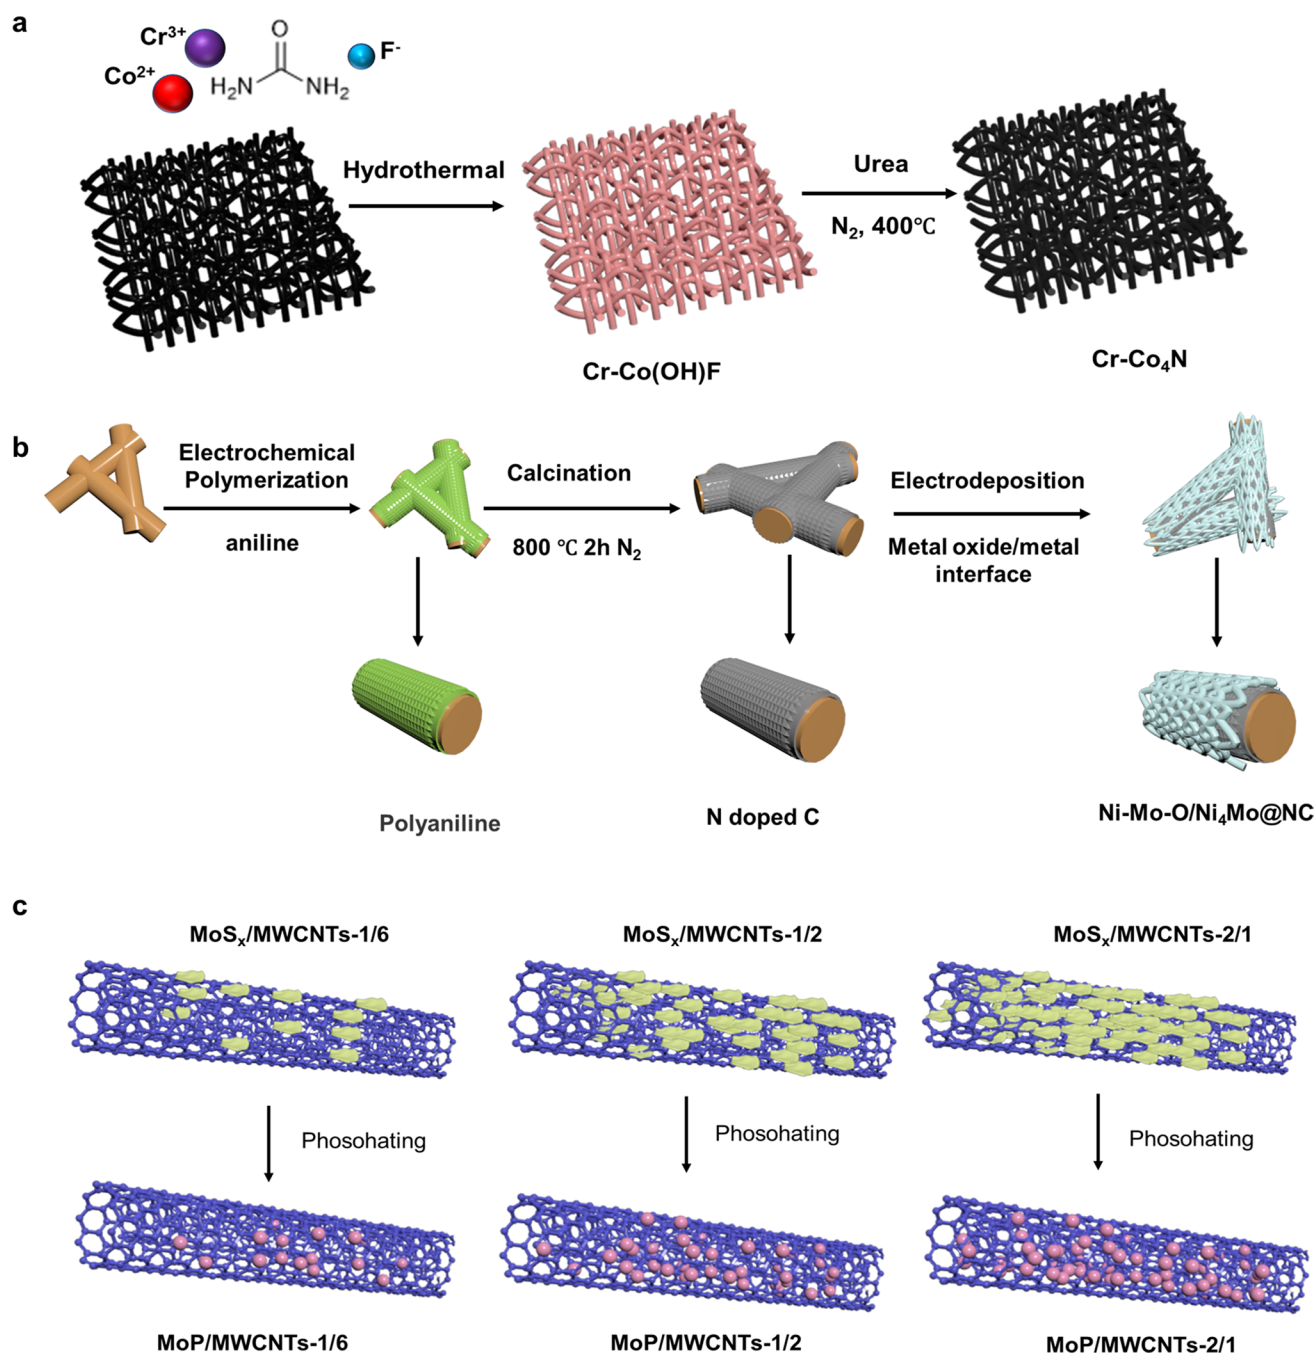 a
Cr³⁺
Co²⁺
O
H₂N
NH₂
F⁻
Hydrothermal
Urea
N₂, 400℃
Cr-Co(OH)F
Cr-Co₄N
b
Electrochemical
Polymerization
aniline
Calcination
800 ℃ 2h N₂
Electrodeposition
Metal oxide/metal
interface
Polyaniline
N doped C
Ni-Mo-O/Ni₄Mo@NC
c
MoSₓ/MWCNTs-1/6
MoSₓ/MWCNTs-1/2
MoSₓ/MWCNTs-2/1
Phosohating
Phosohating
Phosohating
MoP/MWCNTs-1/6
MoP/MWCNTs-1/2
MoP/MWCNTs-2/1